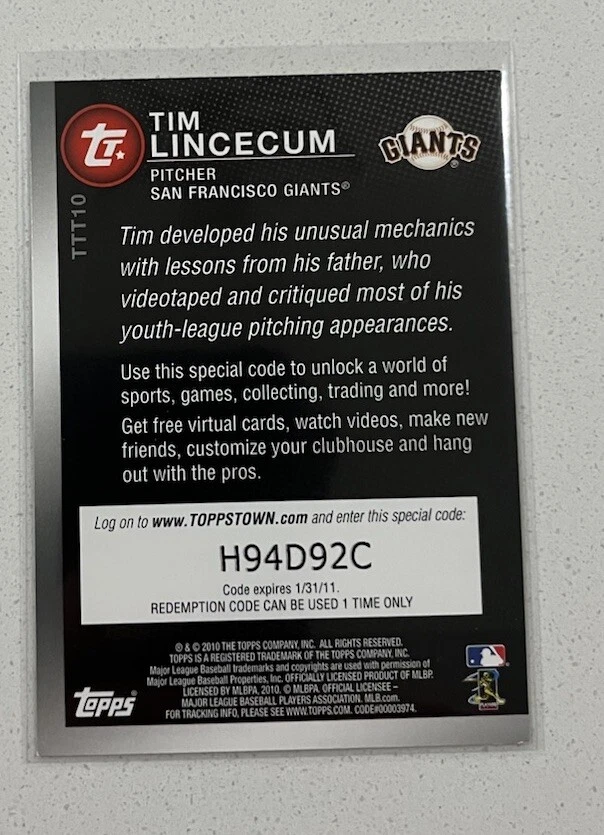 TIM
LINCECUM
PITCHER
SAN FRANCISCO GIANTS®
GIANTS®
TTT10
Tim developed his unusual mechanics
with lessons from his father, who
videotaped and critiqued most of his
youth-league pitching appearances.
Use this special code to unlock a world of
sports, games, collecting, trading and more!
Get free virtual cards, watch videos, make new
friends, customize your clubhouse and hang
out with the pros.
Log on to www.TOPPSTOWN.com and enter this special code:
H94D92C
Code expires 1/31/11.
REDEMPTION CODE CAN BE USED 1 TIME ONLY
® & © 2010 THE TOPPS COMPANY, INC. ALL RIGHTS RESERVED.
TOPPS IS A REGISTERED TRADEMARK OF THE TOPPS COMPANY, INC.
Major League Baseball trademarks and copyrights are used with permission of
Major League Baseball Properties, Inc. OFFICIALLY LICENSED PRODUCT OF MLBP.
LICENSED BY MLBPA, 2010. © MLBPA. OFFICIAL LICENSEE –
MAJOR LEAGUE BASEBALL PLAYERS ASSOCIATION. MLB.com.
FOR TRACKING INFO, PLEASE SEE WWW.TOPPS.COM. CODE#00003974.
Topps®